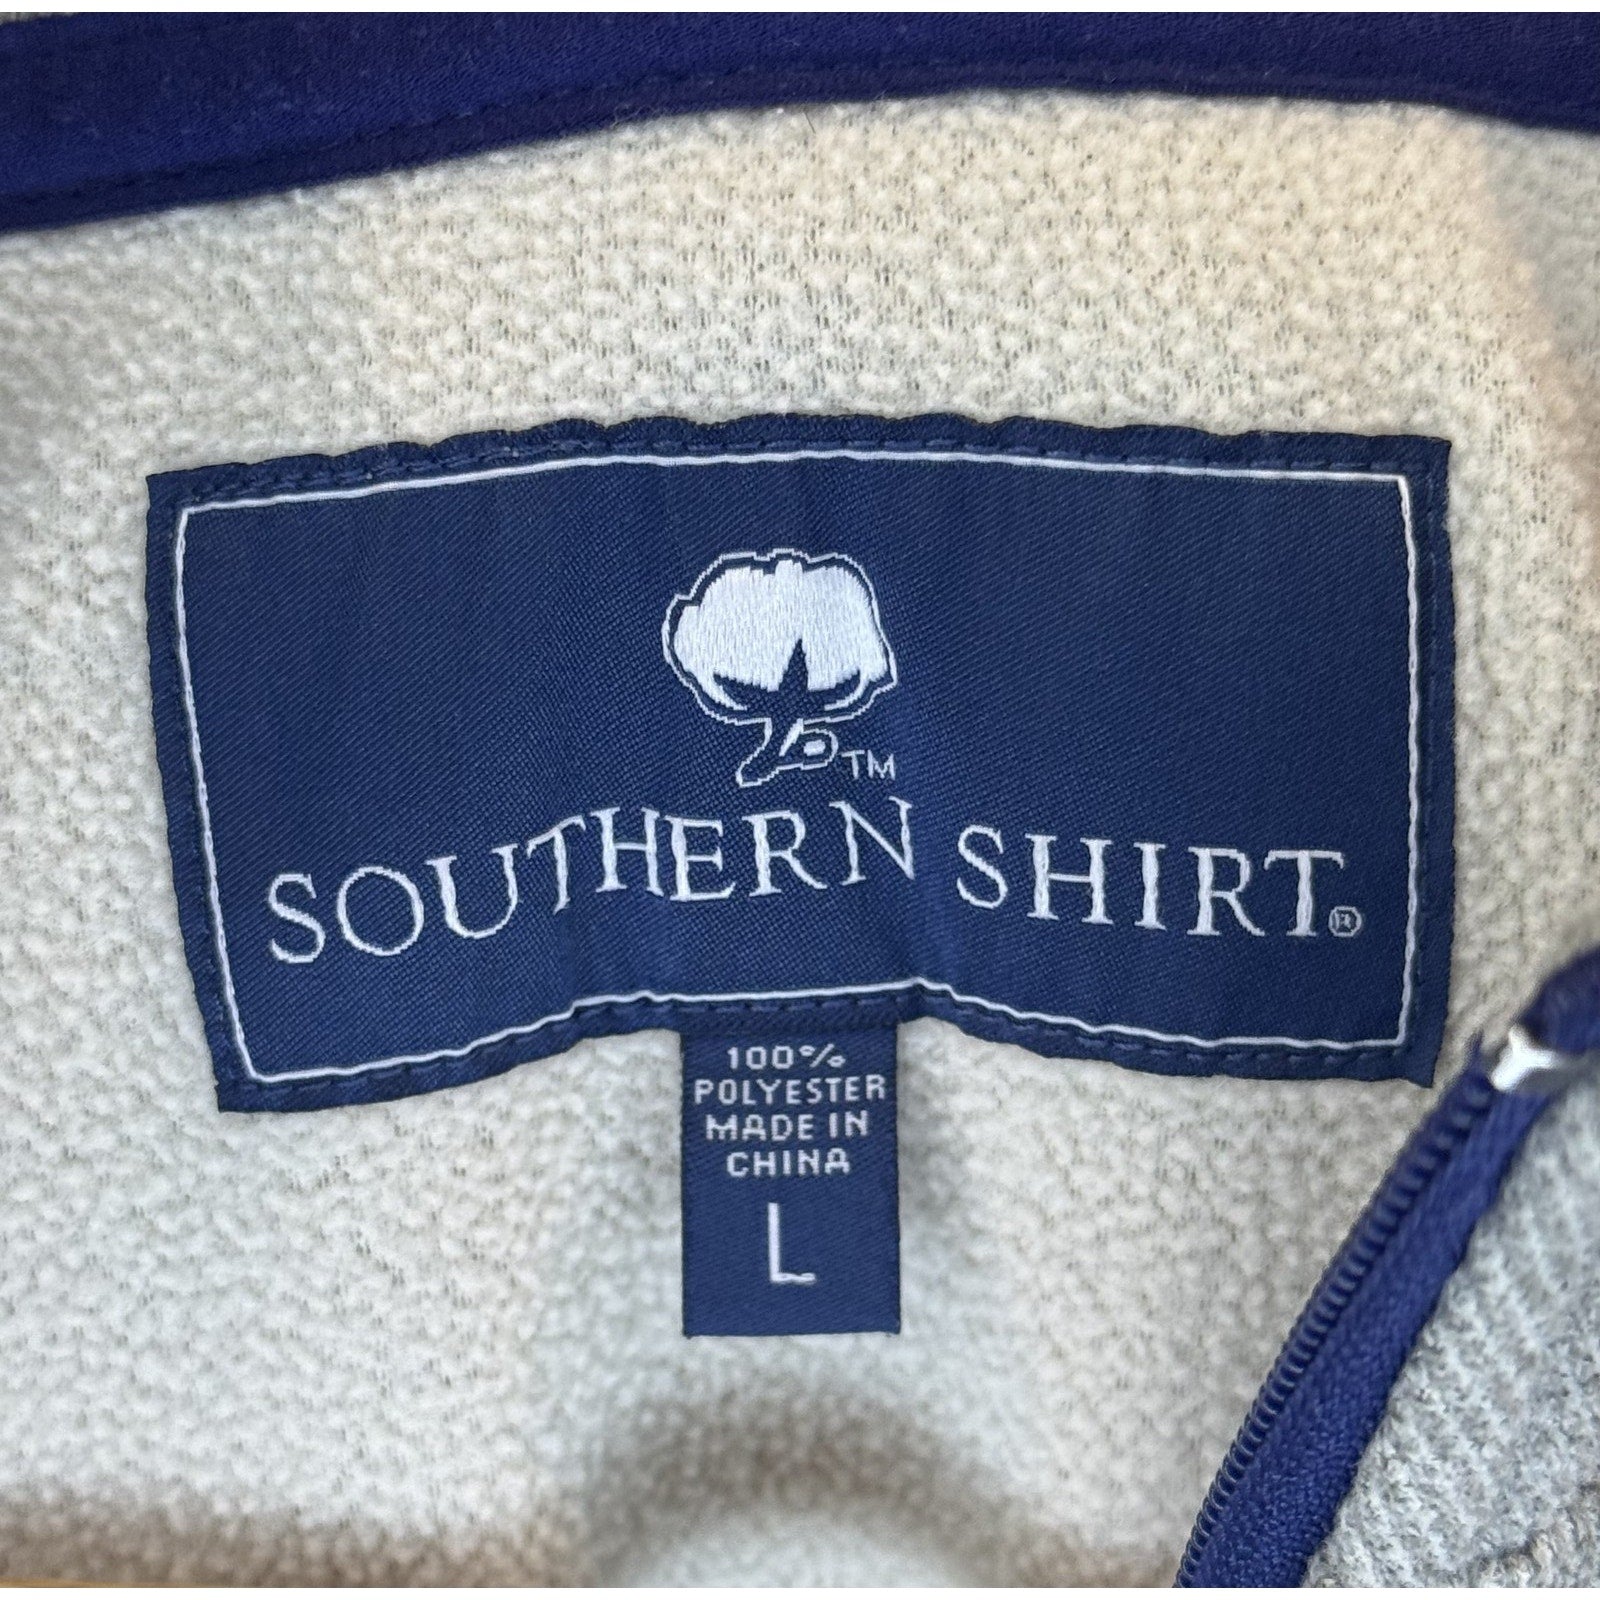 TM
SOUTHERN SHIRT®
100%
POLYESTER
MADE IN
CHINA
L